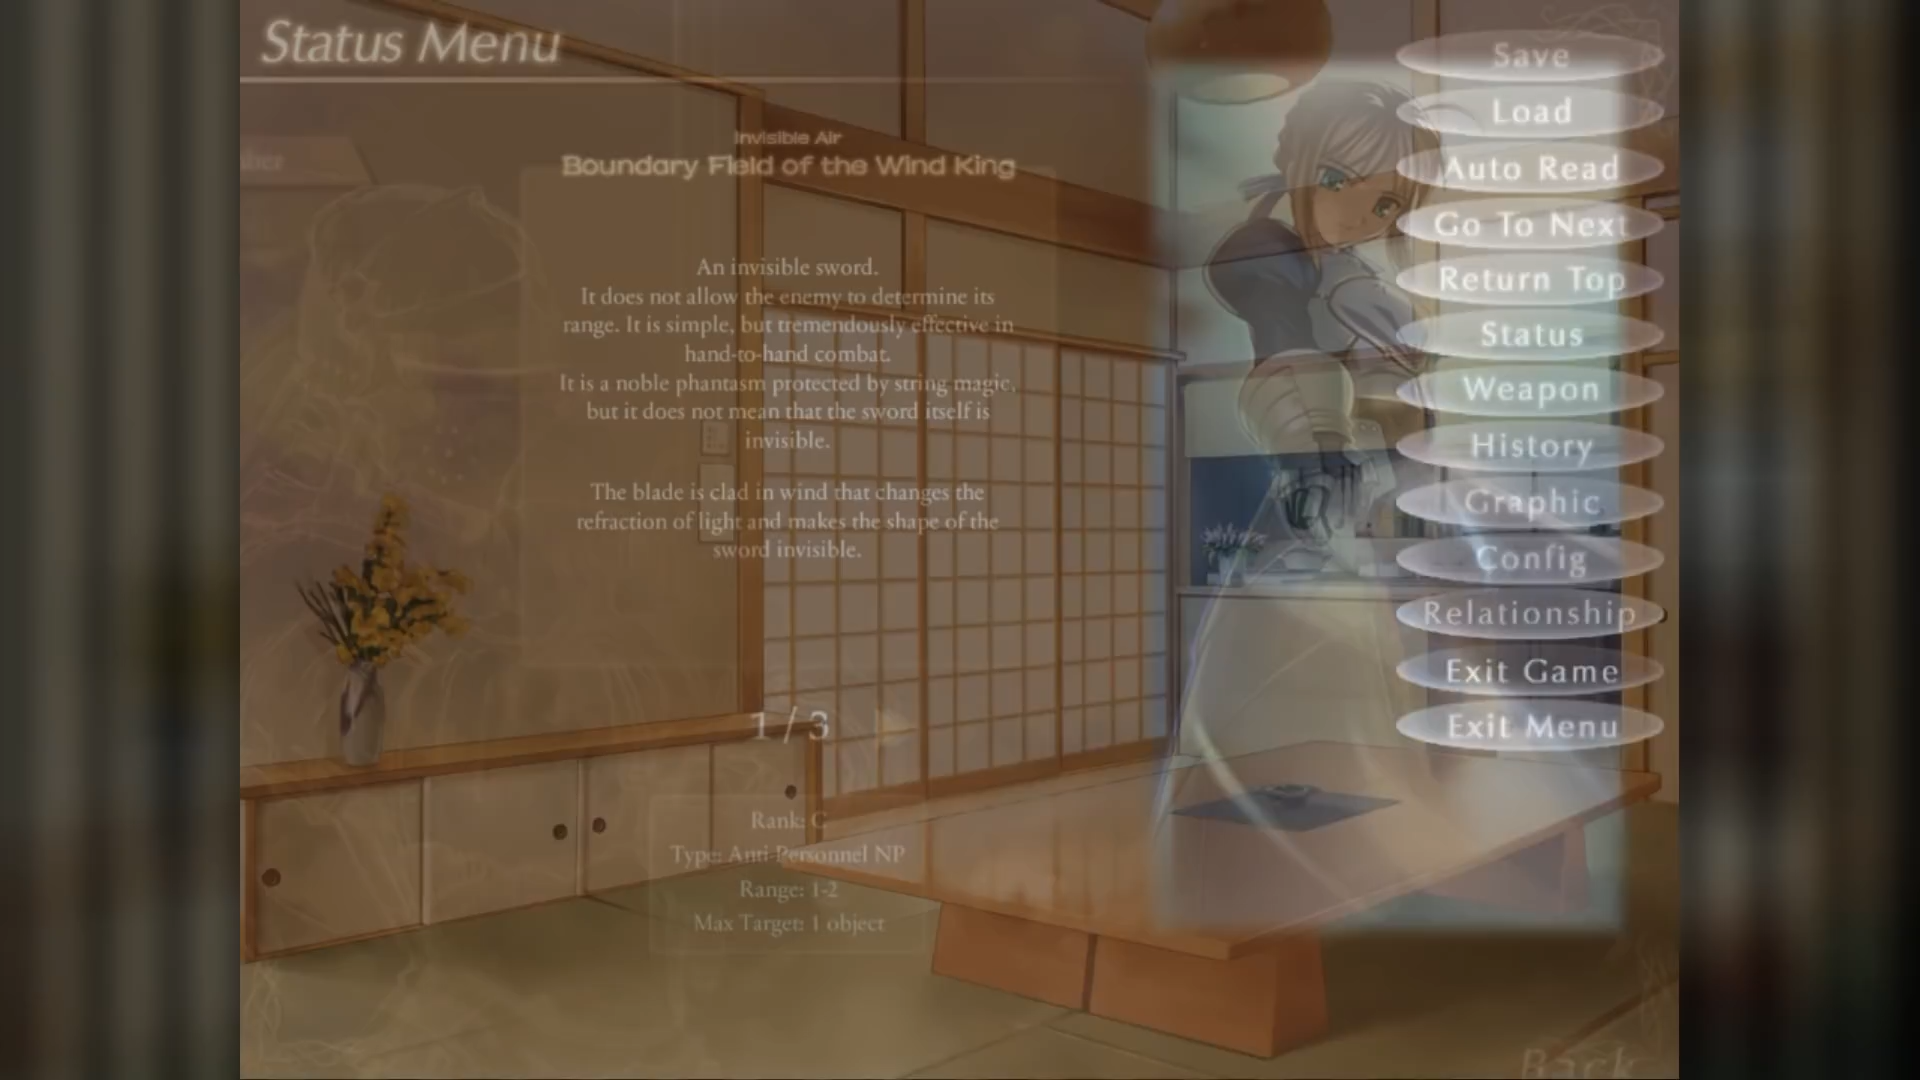 Status Menu
Invisible Air
Boundary Field of the Wind King
An invisible sword.
It does not allow the enemy to determine its
range. It is simple, but tremendously effective in
hand-to-hand combat.
It is a noble phantasm protected by string magic,
but it does not mean that the sword itself is
invisible.
The blade is clad in wind that changes the
refraction of light and makes the shape of the
sword invisible.
1/3
Rank: C
Type: Anti-Personnel NP
Range: 1-2
Max Target: 1 object
Save
Load
Auto Read
Go To Next
Return Top
Status
Weapon
History
Graphic
Config
Relationship
Exit Game
Exit Menu
Back